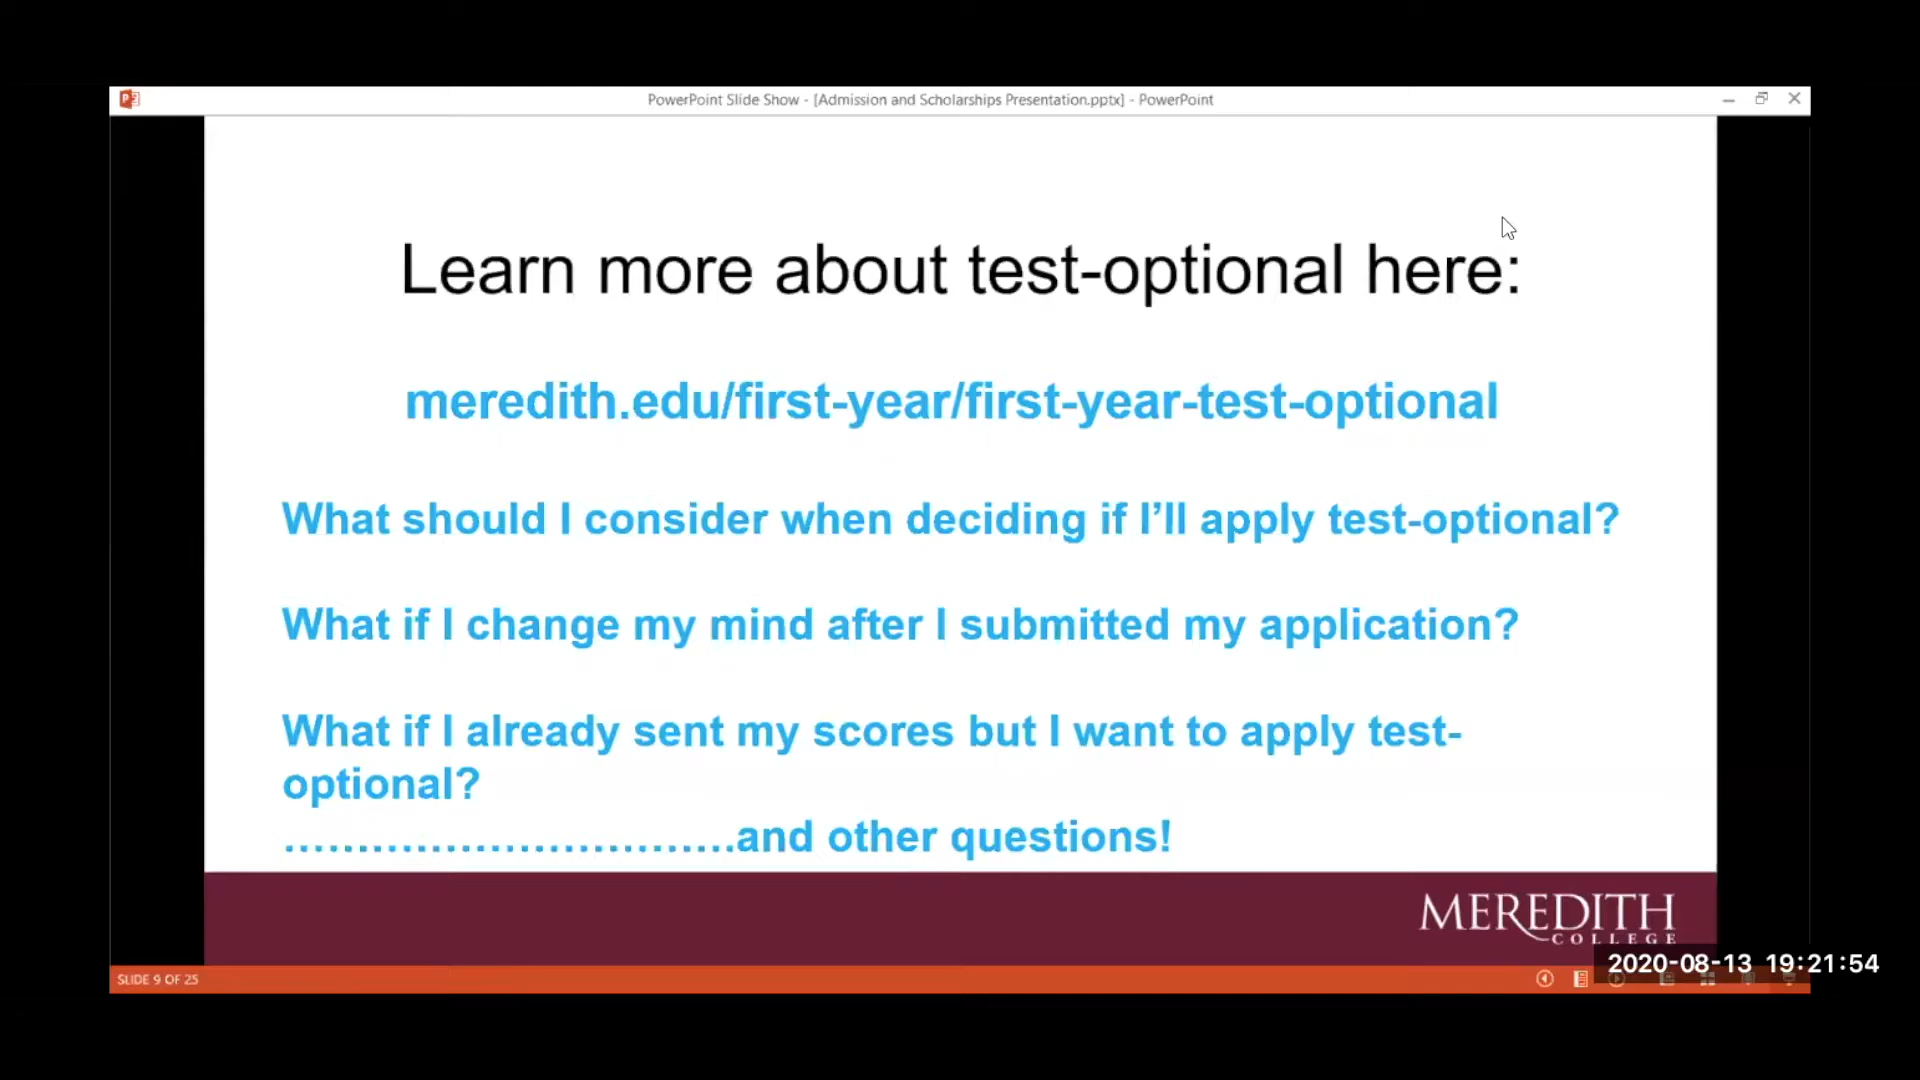 PowerPoint Slide Show - [Admission and Scholarships Presentation.pptx] - PowerPoint
Learn more about test-optional here:
meredith.edu/first-year/first-year-test-optional
What should I consider when deciding if I’ll apply test-optional?
What if I change my mind after I submitted my application?
What if I already sent my scores but I want to apply test-
optional?
...............................and other questions!
MEREDITH
COLLEGE
2020-08-13 19:21:54
SLIDE 9 OF 25